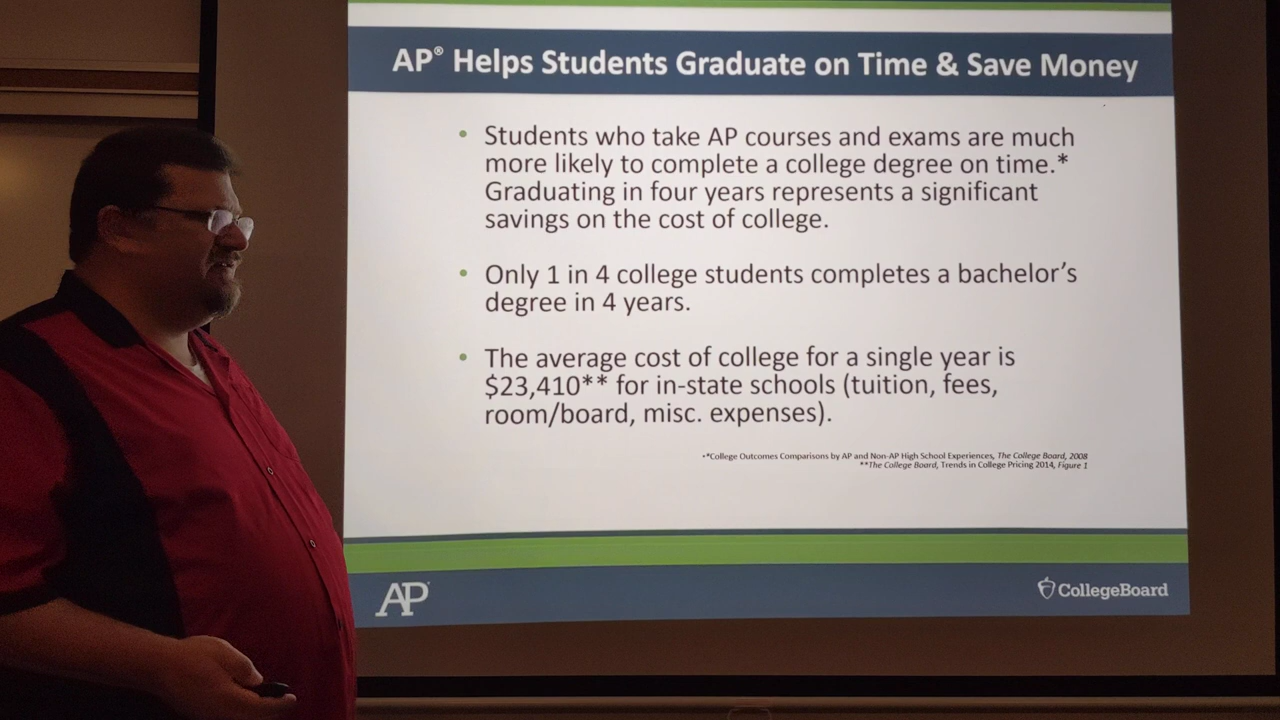 AP® Helps Students Graduate on Time & Save Money
• Students who take AP courses and exams are much
more likely to complete a college degree on time.*
Graduating in four years represents a significant
savings on the cost of college.
• Only 1 in 4 college students completes a bachelor's
degree in 4 years.
• The average cost of college for a single year is
$23,410** for in-state schools (tuition, fees,
room/board, misc. expenses).
•*College Outcomes Comparisons by AP and Non-AP High School Experiences, The College Board, 2008
**The College Board, Trends in College Pricing 2014, Figure 1
AP®
CollegeBoard